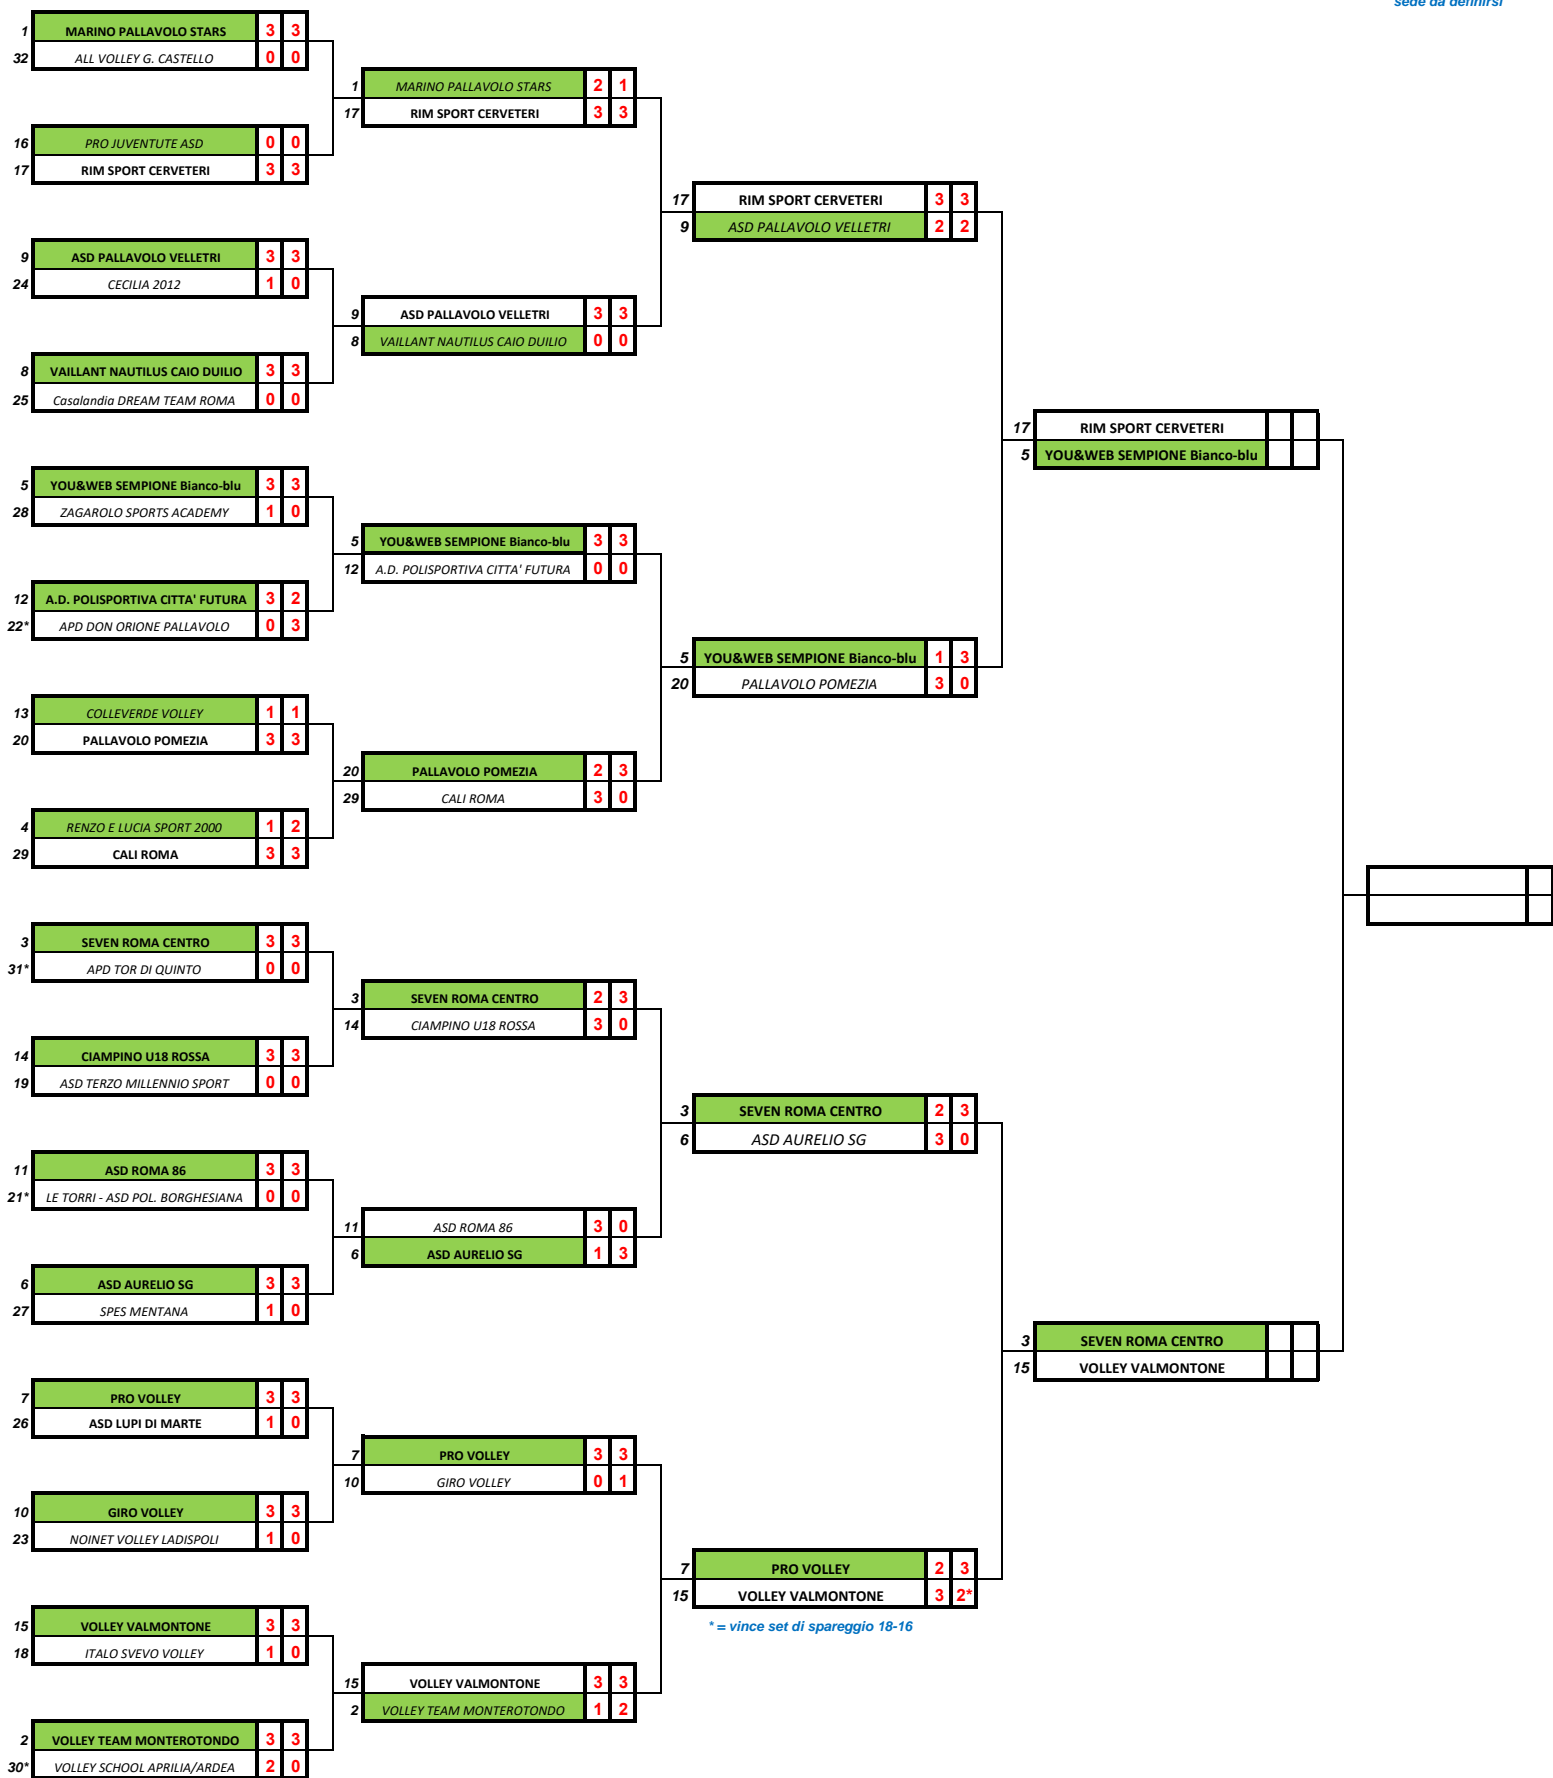 sede da definirsi
1 MARINO PALLAVOLO STARS 3 3
32 ALL VOLLEY G. CASTELLO 0 0
16 PRO JUVENTUTE ASD 0 0
17 RIM SPORT CERVETERI 3 3
9 ASD PALLAVOLO VELLETRI 3 3
24 CECILIA 2012 1 0
8 VAILLANT NAUTILUS CAIO DUILIO 3 3
25 Casalandia DREAM TEAM ROMA 0 0
5 YOU&WEB SEMPIONE Bianco-blu 3 3
28 ZAGAROLO SPORTS ACADEMY 1 0
12 A.D. POLISPORTIVA CITTA' FUTURA 3 2
22* APD DON ORIONE PALLAVOLO 0 3
13 COLLEVERDE VOLLEY 1 1
20 PALLAVOLO POMEZIA 3 3
4 RENZO E LUCIA SPORT 2000 1 2
29 CALI ROMA 3 3
3 SEVEN ROMA CENTRO 3 3
31* APD TOR DI QUINTO 0 0
14 CIAMPINO U18 ROSSA 3 3
19 ASD TERZO MILLENNIO SPORT 0 0
11 ASD ROMA 86 3 3
21* LE TORRI - ASD POL. BORGHESIANA 0 0
6 ASD AURELIO SG 3 3
27 SPES MENTANA 1 0
7 PRO VOLLEY 3 3
26 ASD LUPI DI MARTE 1 0
10 GIRO VOLLEY 3 3
23 NOINET VOLLEY LADISPOLI 1 0
15 VOLLEY VALMONTONE 3 3
18 ITALO SVEVO VOLLEY 1 0
2 VOLLEY TEAM MONTEROTONDO 3 3
30* VOLLEY SCHOOL APRILIA/ARDEA 2 0
1 MARINO PALLAVOLO STARS 2 1
17 RIM SPORT CERVETERI 3 3
9 ASD PALLAVOLO VELLETRI 3 3
8 VAILLANT NAUTILUS CAIO DUILIO 0 0
5 YOU&WEB SEMPIONE Bianco-blu 3 3
12 A.D. POLISPORTIVA CITTA' FUTURA 0 0
20 PALLAVOLO POMEZIA 2 3
29 CALI ROMA 3 0
3 SEVEN ROMA CENTRO 2 3
14 CIAMPINO U18 ROSSA 3 0
11 ASD ROMA 86 3 0
6 ASD AURELIO SG 1 3
7 PRO VOLLEY 3 3
10 GIRO VOLLEY 0 1
15 VOLLEY VALMONTONE 3 3
2 VOLLEY TEAM MONTEROTONDO 1 2
17 RIM SPORT CERVETERI 3 3
9 ASD PALLAVOLO VELLETRI 2 2
5 YOU&WEB SEMPIONE Bianco-blu 1 3
20 PALLAVOLO POMEZIA 3 0
3 SEVEN ROMA CENTRO 2 3
6 ASD AURELIO SG 3 0
7 PRO VOLLEY 2 3
15 VOLLEY VALMONTONE 3 2*
* = vince set di spareggio 18-16
17 RIM SPORT CERVETERI
5 YOU&WEB SEMPIONE Bianco-blu
3 SEVEN ROMA CENTRO
15 VOLLEY VALMONTONE